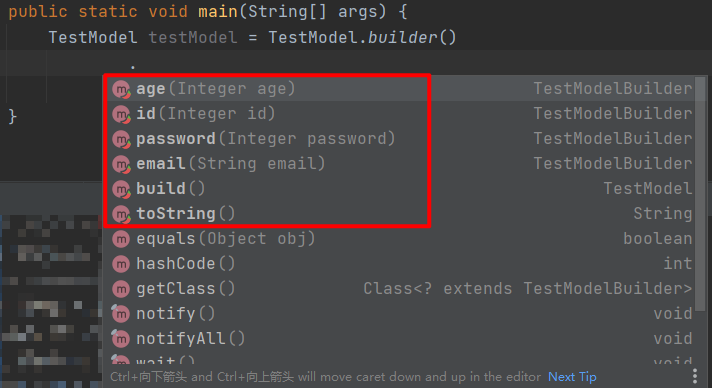 public static void main(String[] args) {
TestModel testModel = TestModel.builder()
.
m age(Integer age) TestModelBuilder
m id(Integer id) TestModelBuilder
m password(Integer password) TestModelBuilder
m email(String email) TestModelBuilder
m build() TestModel
m toString() String
}
m equals(Object obj) boolean
m hashCode() int
m getClass() Class<? extends TestModelBuilder>
m notify() void
m notifyAll() void
m wait() void
Ctrl+向下箭头 and Ctrl+向上箭头 will move caret down and up in the editor Next Tip